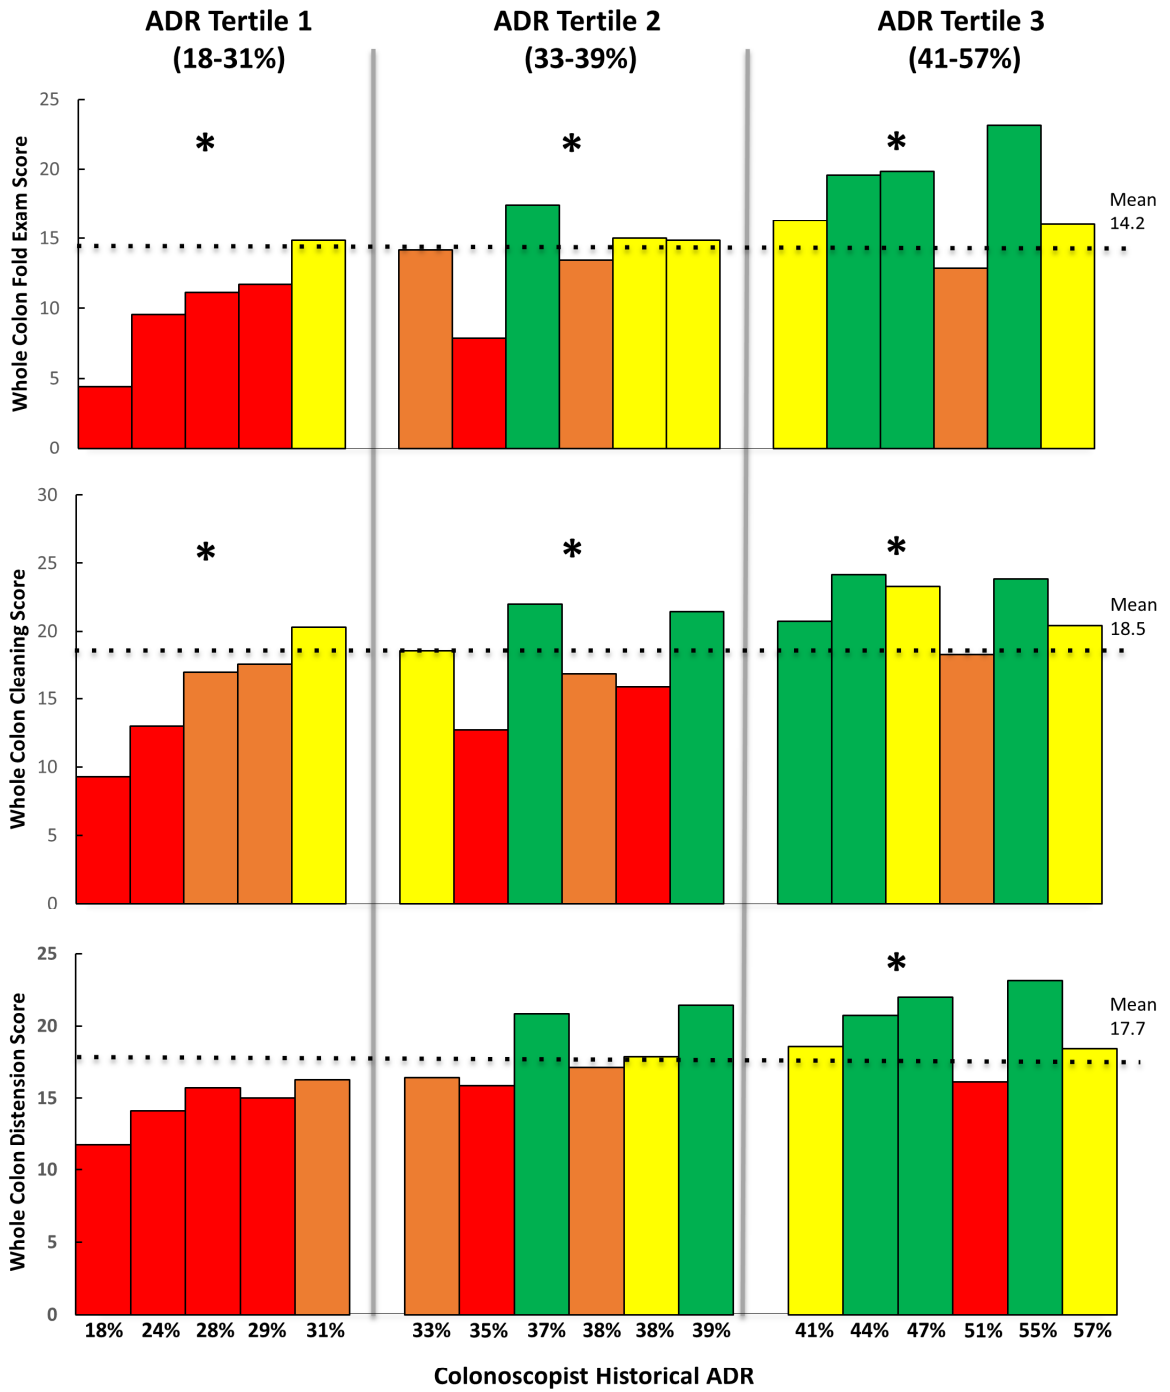 ADR Tertile 1 ADR Tertile 2 ADR Tertile 3
(18-31%) (33-39%) (41-57%)
Whole Colon Fold Exam Score
25
20
15
10
5
0
* * *
Mean
14.2
Whole Colon Cleaning Score
30
25
20
15
10
5
0
* * *
Mean
18.5
Whole Colon Distension Score
25
20
15
10
5
0
*
Mean
17.7
18% 24% 28% 29% 31% 33% 35% 37% 38% 38% 39% 41% 44% 47% 51% 55% 57%
Colonoscopist Historical ADR